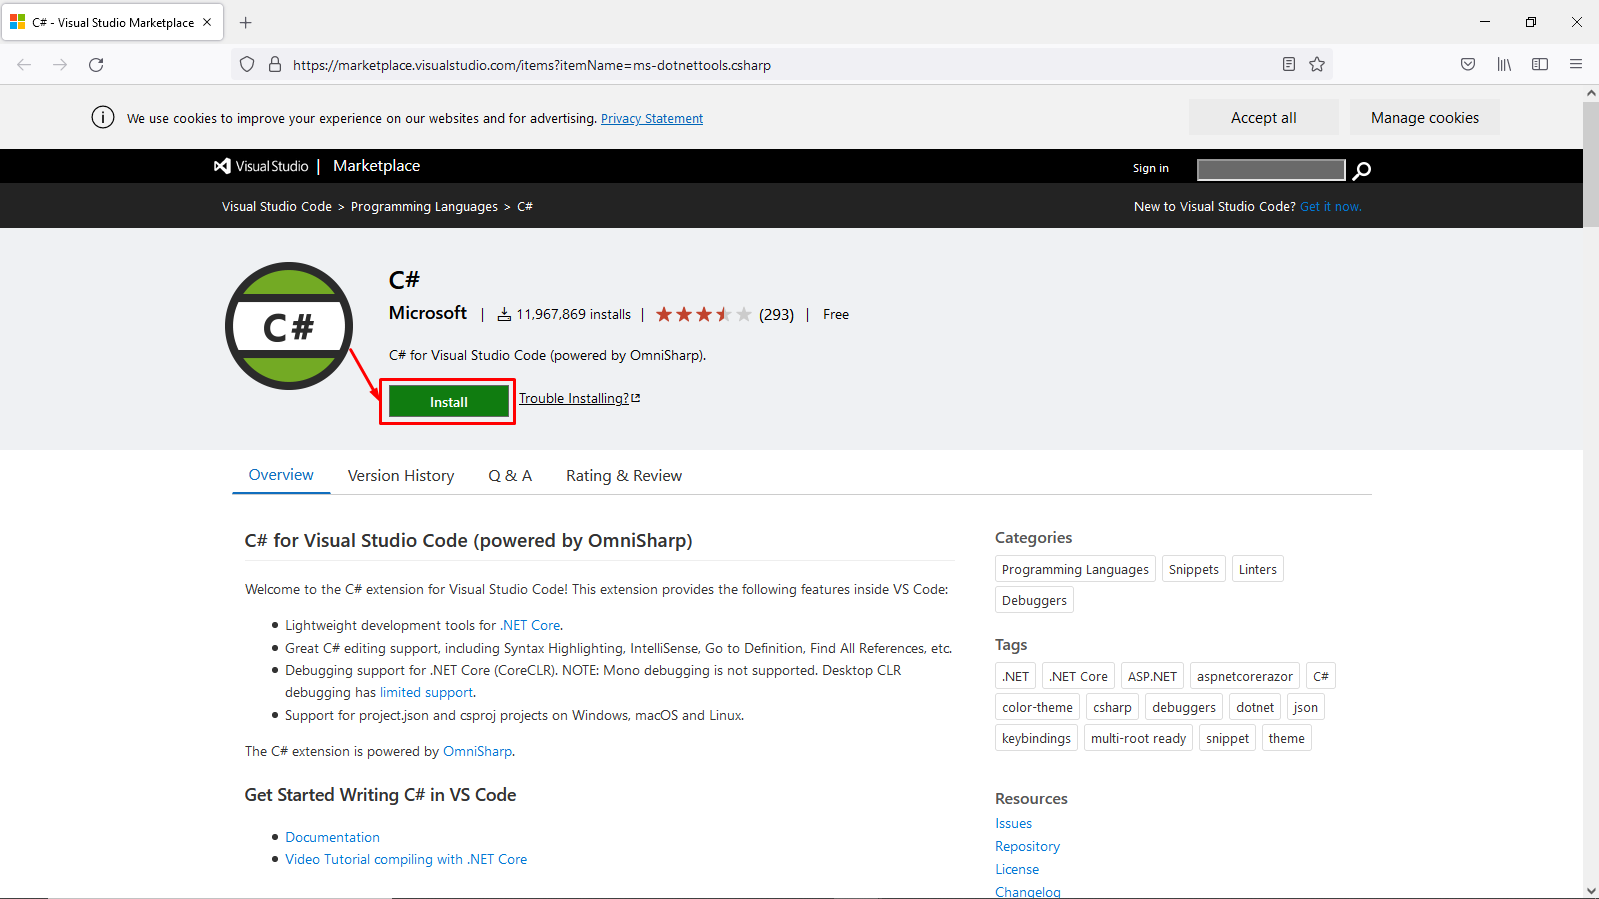 C# - Visual Studio Marketplace
https://marketplace.visualstudio.com/items?itemName=ms-dotnettools.csharp
We use cookies to improve your experience on our websites and for advertising. Privacy Statement
Accept all
Manage cookies
Visual Studio | Marketplace
Sign in
Visual Studio Code > Programming Languages > C#
New to Visual Studio Code? Get it now.
C#
C#
Microsoft | 11,967,869 installs | (293) | Free
C# for Visual Studio Code (powered by OmniSharp).
Install
Trouble Installing?
Overview
Version History
Q & A
Rating & Review
C# for Visual Studio Code (powered by OmniSharp)
Welcome to the C# extension for Visual Studio Code! This extension provides the following features inside VS Code:
• Lightweight development tools for .NET Core.
• Great C# editing support, including Syntax Highlighting, IntelliSense, Go to Definition, Find All References, etc.
• Debugging support for .NET Core (CoreCLR). NOTE: Mono debugging is not supported. Desktop CLR
debugging has limited support.
• Support for project.json and csproj projects on Windows, macOS and Linux.
The C# extension is powered by OmniSharp.
Get Started Writing C# in VS Code
• Documentation
• Video Tutorial compiling with .NET Core
Categories
Programming Languages
Snippets
Linters
Debuggers
Tags
.NET
.NET Core
ASP.NET
aspnetcorerazor
C#
color-theme
csharp
debuggers
dotnet
json
keybindings
multi-root ready
snippet
theme
Resources
Issues
Repository
License
Changelog